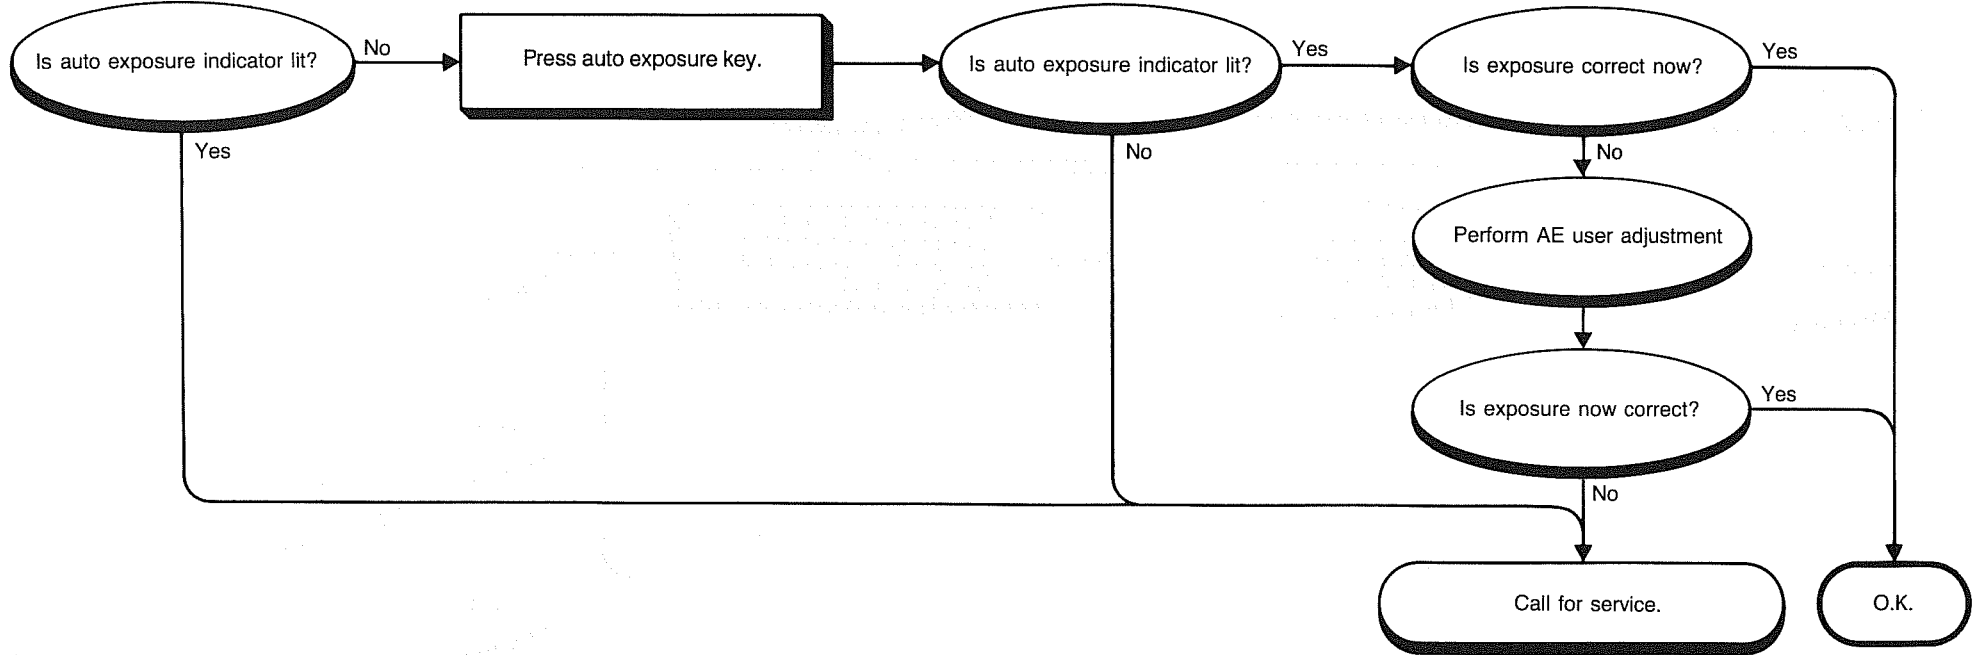 Is auto exposure indicator lit?
No
Press auto exposure key.
Is auto exposure indicator lit?
Yes
Is exposure correct now?
Yes
Yes
No
No
Perform AE user adjustment
Is exposure now correct?
Yes
No
Call for service.
O.K.